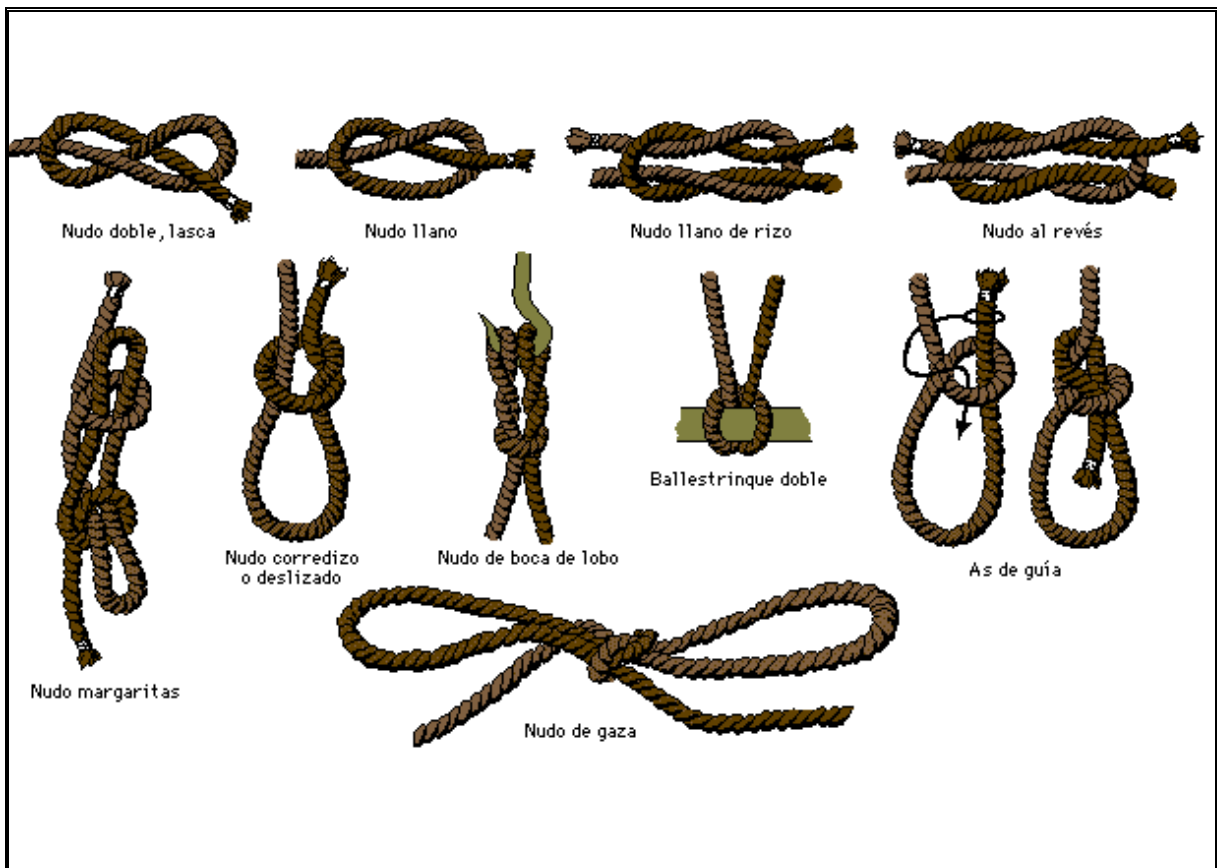 Nudo doble, lasca
Nudo llano
Nudo llano de rizo
Nudo al revés
Nudo margaritas
Nudo corredizo
o deslizado
Nudo de boca de lobo
Ballestrinque doble
As de guía
Nudo de gaza